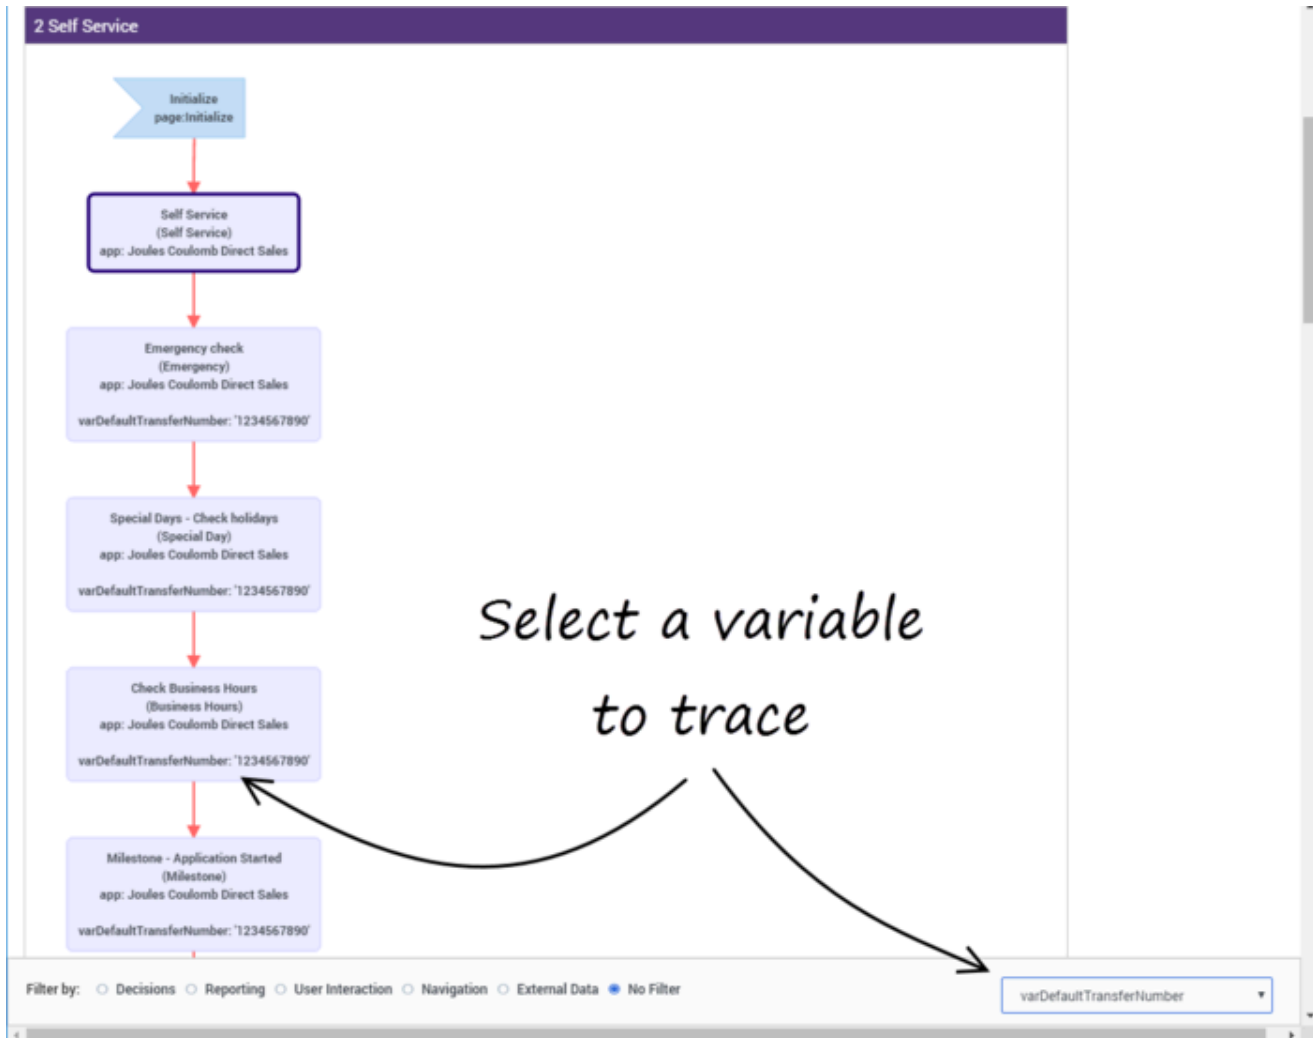 2 Self Service
Initialize
page:Initialize
Self Service
(Self Service)
app: Joules Coulomb Direct Sales
Emergency check
(Emergency)
app: Joules Coulomb Direct Sales
varDefaultTransferNumber: '1234567890'
Special Days - Check holidays
(Special Day)
app: Joules Coulomb Direct Sales
varDefaultTransferNumber: '1234567890'
Select a variable
to trace
Check Business Hours
(Business Hours)
app: Joules Coulomb Direct Sales
varDefaultTransferNumber: '1234567890'
Milestone - Application Started
(Milestone)
app: Joules Coulomb Direct Sales
varDefaultTransferNumber: '1234567890'
Filter by: Decisions Reporting User Interaction Navigation External Data No Filter
varDefaultTransferNumber